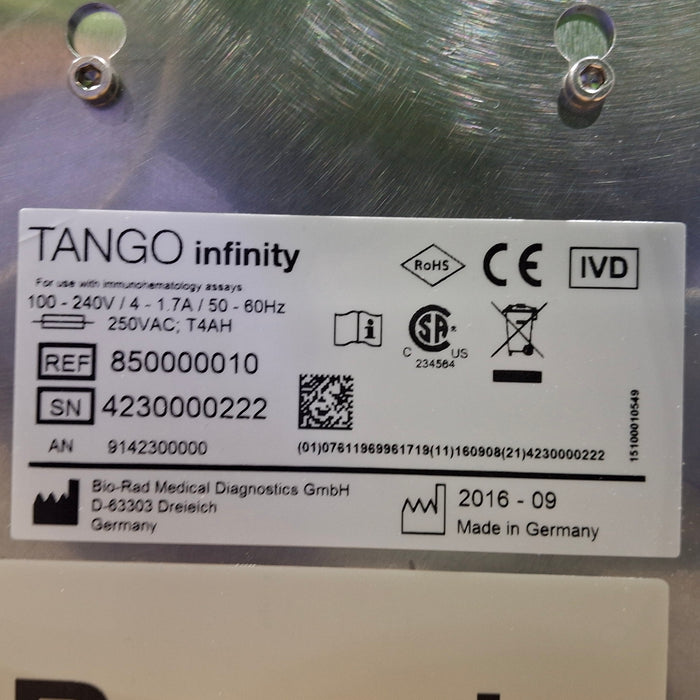 TANGO infinity
RoHS
CE
IVD
For use with immunohematology assays
100 - 240V / 4 - 1.7A / 50 - 60Hz
250VAC; T4AH
i
SA
C US
234584
REF 850000010
SN 4230000222
AN 9142300000
(01)07611969961719(11)160908(21)4230000222
15100010549
Bio-Rad Medical Diagnostics GmbH
D-63303 Dreieich
Germany
2016 - 09
Made in Germany